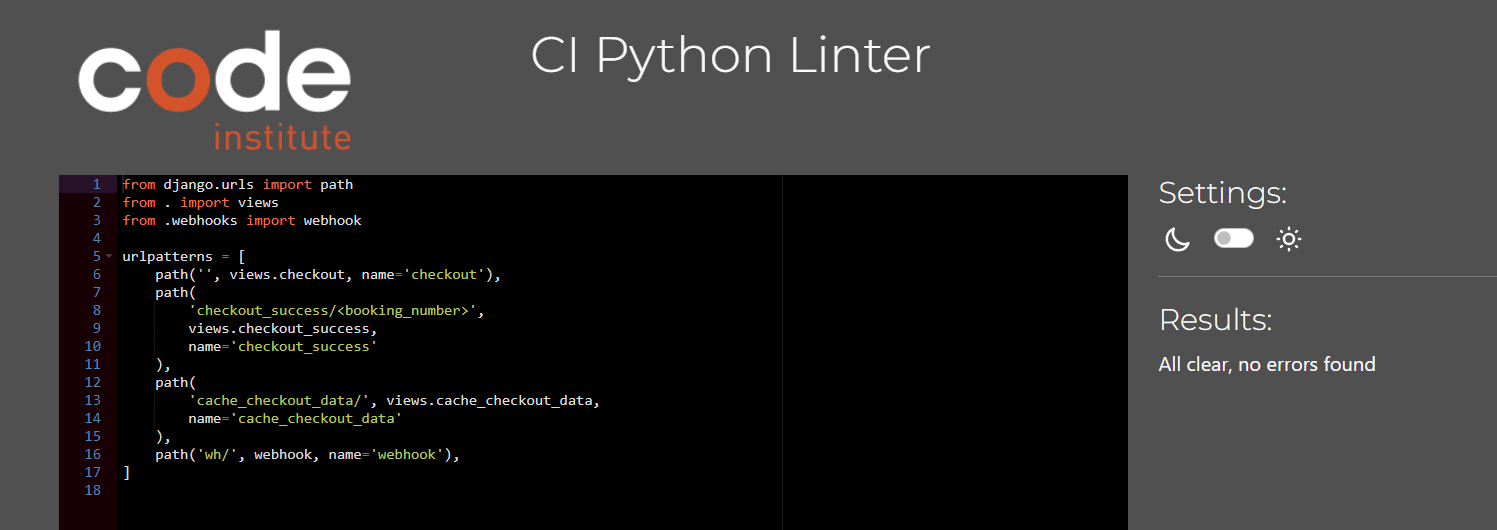 code
institute
CI Python Linter
1 from django.urls import path
2 from . import views
3 from .webhooks import webhook
4
5 urlpatterns = [
6     path('', views.checkout, name='checkout'),
7     path(
8         'checkout_success/<booking_number>',
9         views.checkout_success,
10         name='checkout_success'
11     ),
12     path(
13         'cache_checkout_data/', views.cache_checkout_data,
14         name='cache_checkout_data'
15     ),
16     path('wh/', webhook, name='webhook'),
17 ]
18
Settings:
Results:
All clear, no errors found